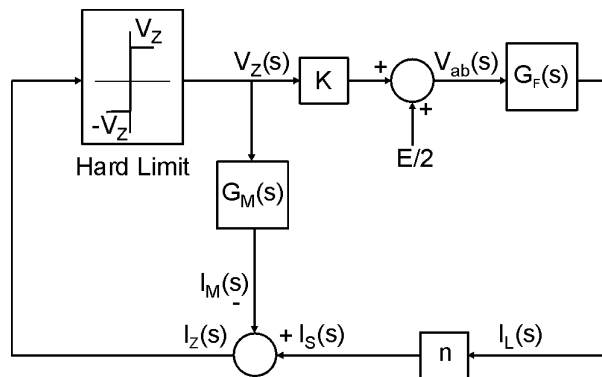 V_Z
-V_Z
Hard Limit
V_Z(s)
K
+
+
E/2
V_ab(s)
G_F(s)
G_M(s)
I_M(s)
-
I_Z(s)
+ I_S(s)
n
I_L(s)